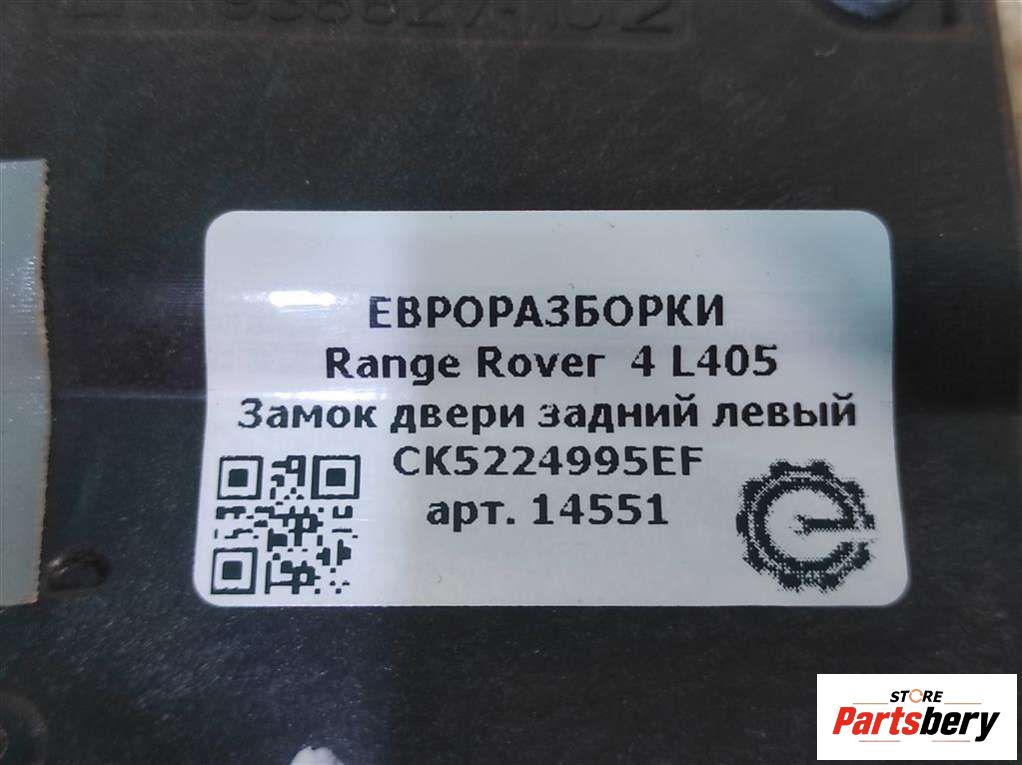 ЕВРОРАЗБОРКИ
Range Rover 4 L405
Замок двери задний левый
CK5224995EF
арт. 14551
STORE
Partsbery